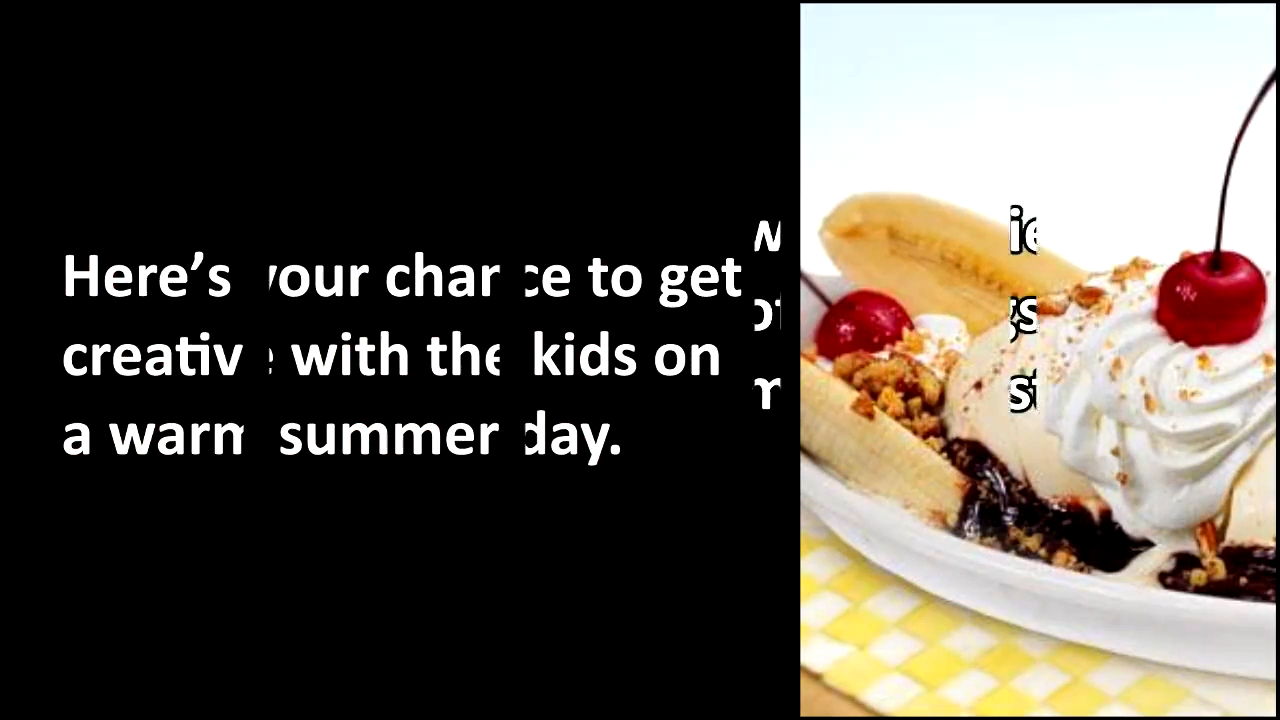 Here's your chance to get
creative with the kids on
a warm summer day.